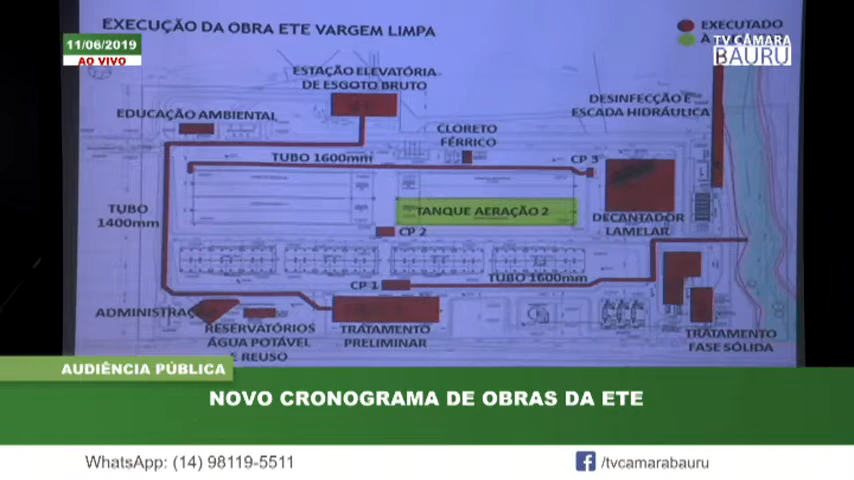 EXECUÇÃO DA OBRA ETE VARGEM LIMPA
EXECUTADO
11/06/2019
AO VIVO
TV CÂMARA
BAURU
ESTAÇÃO ELEVATÓRIA
DE ESGOTO BRUTO
EDUCAÇÃO AMBIENTAL
DESINFECÇÃO E
ESCADA HIDRÁULICA
CLORETO
FÉRRICO
TUBO 1600mm
CP 3
TUBO
1400mm
TANQUE AERAÇÃO 2
DECANTADOR
LAMELAR
CP 2
CP 1
TUBO 1600mm
RESERVATÓRIOS
ÁGUA POTÁVEL
E REUSO
TRATAMENTO
PRELIMINAR
TRATAMENTO
FASE SÓLIDA
AUDIÊNCIA PÚBLICA
NOVO CRONOGRAMA DE OBRAS DA ETE
WhatsApp: (14) 98119-5511
/tvcamarabauru